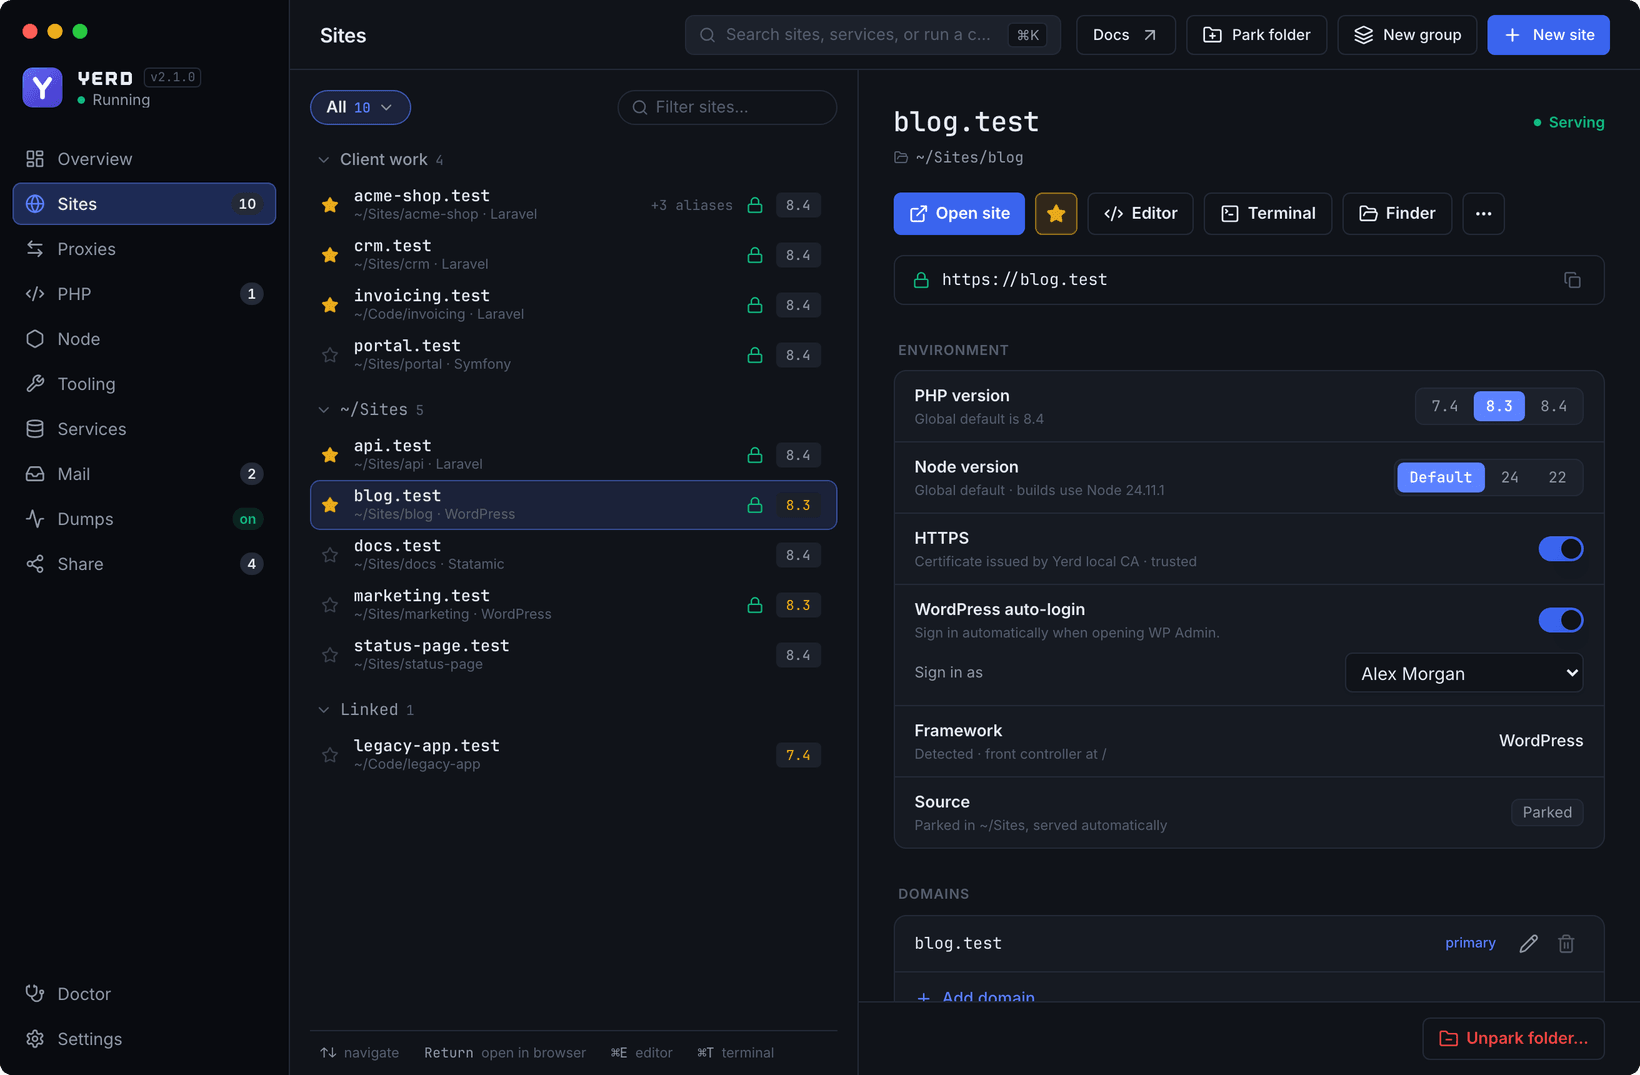 YERD v2.1.0
Running
Overview
Sites 10
Proxies
PHP 1
Node
Tooling
Services
Mail 2
Dumps on
Share 4
Doctor
Settings
Sites
Search sites, services, or run a c... ⌘K
Docs
Park folder
New group
New site
All 10
Filter sites...
Client work 4
acme-shop.test
~/Sites/acme-shop · Laravel
+3 aliases
8.4
crm.test
~/Sites/crm · Laravel
8.4
invoicing.test
~/Code/invoicing · Laravel
8.4
portal.test
~/Sites/portal · Symfony
8.4
~/Sites 5
api.test
~/Sites/api · Laravel
8.4
blog.test
~/Sites/blog · WordPress
8.3
docs.test
~/Sites/docs · Statamic
8.4
marketing.test
~/Sites/marketing · WordPress
8.3
status-page.test
~/Sites/status-page
8.4
Linked 1
legacy-app.test
~/Code/legacy-app
7.4
↑↓ navigate Return open in browser ⌘E editor ⌘T terminal
blog.test
Serving
~/Sites/blog
Open site
Editor
Terminal
Finder
https://blog.test
ENVIRONMENT
PHP version
Global default is 8.4
7.4 8.3 8.4
Node version
Global default · builds use Node 24.11.1
Default 24 22
HTTPS
Certificate issued by Yerd local CA · trusted
WordPress auto-login
Sign in automatically when opening WP Admin.
Sign in as
Alex Morgan
Framework
Detected · front controller at /
WordPress
Source
Parked in ~/Sites, served automatically
Parked
DOMAINS
blog.test
primary
+ Add domain
Unpark folder...